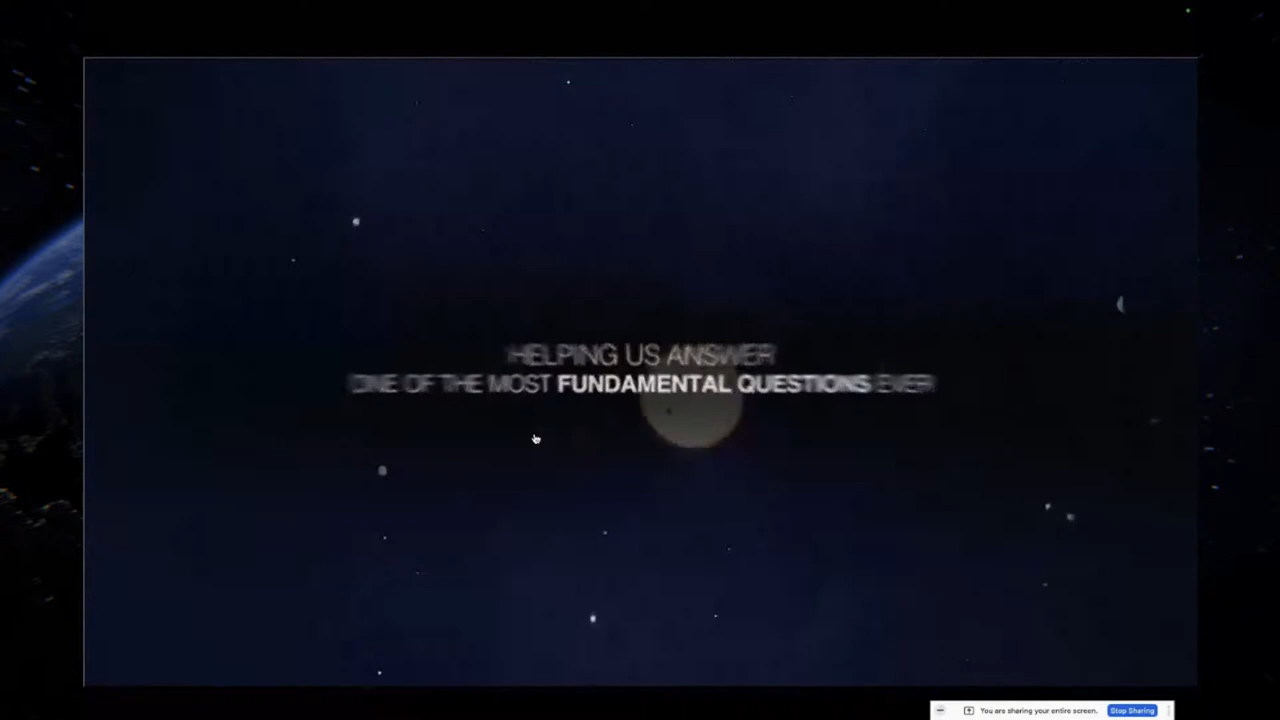 HELPING US ANSWER
ONE OF THE MOST FUNDAMENTAL QUESTIONS EVER
You are sharing your entire screen.
Stop Sharing